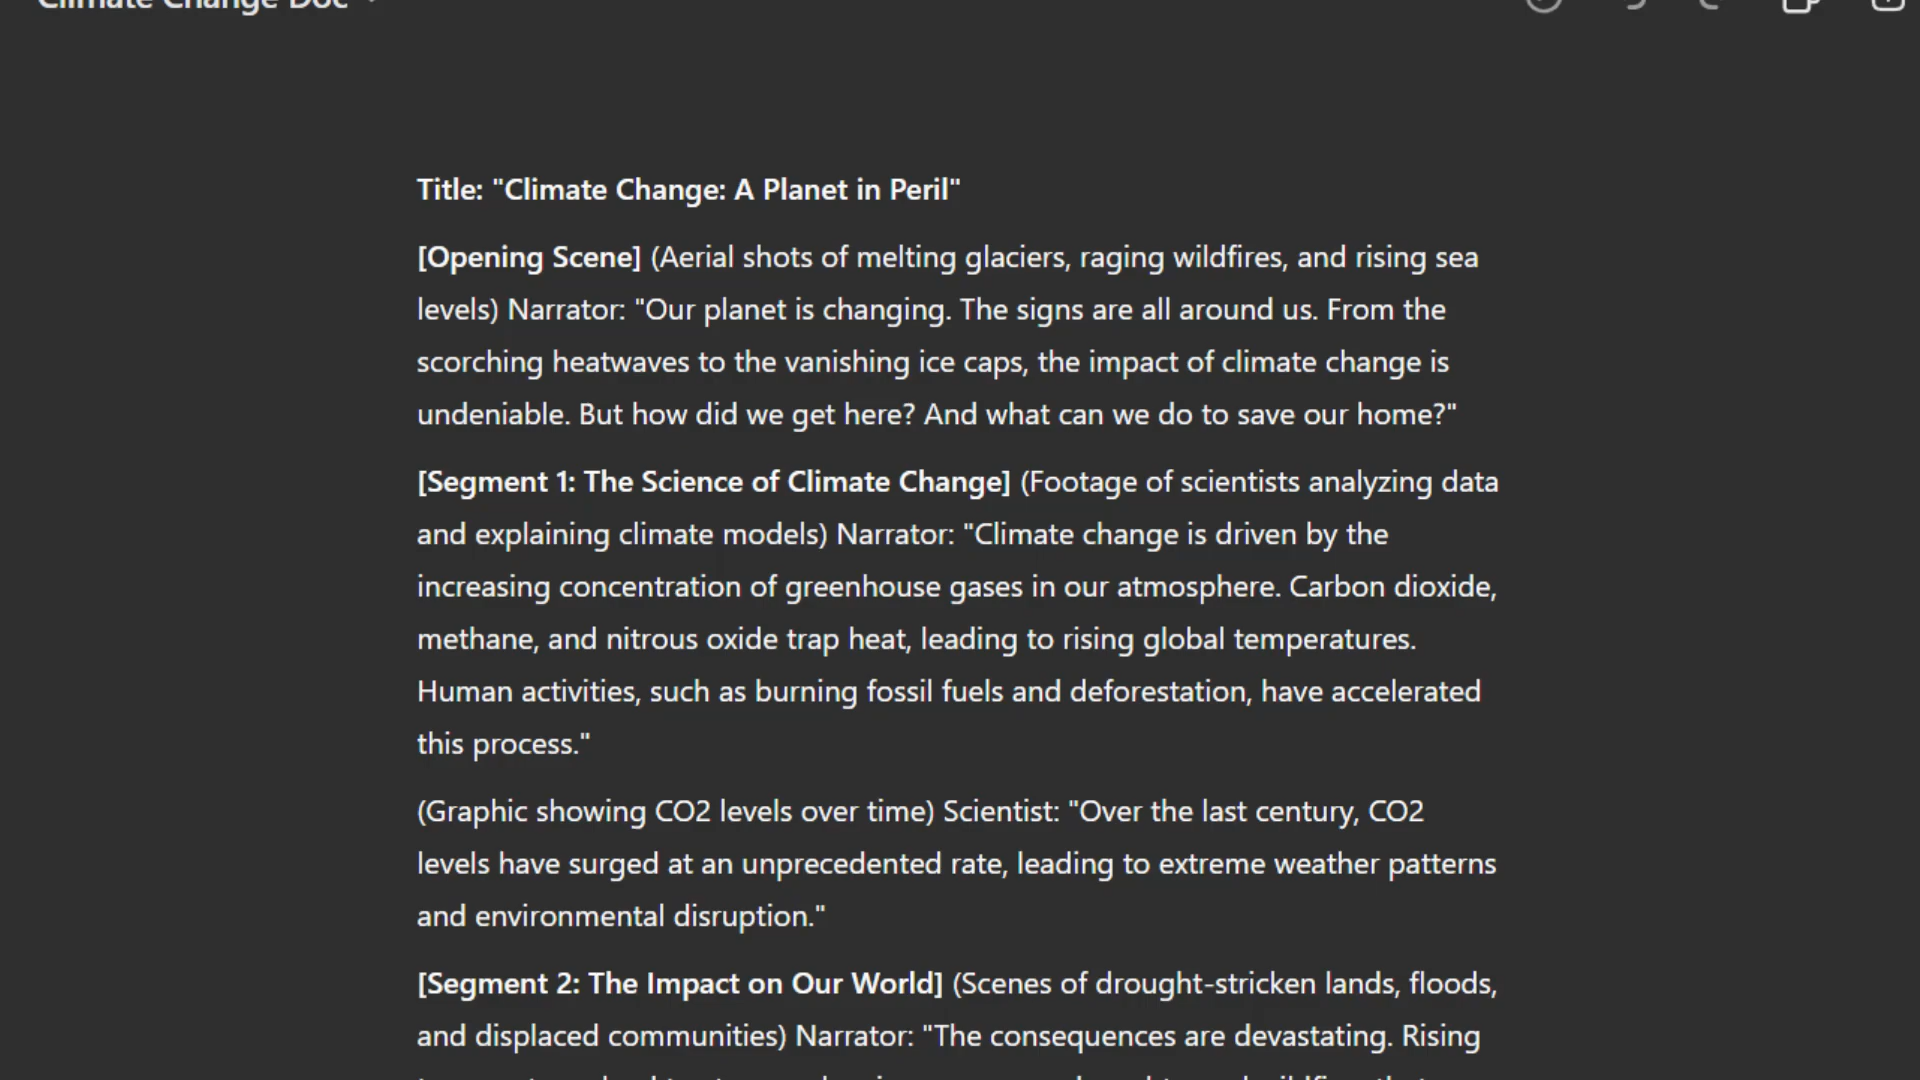 Climate Change Doc
Title: "Climate Change: A Planet in Peril"
[Opening Scene] (Aerial shots of melting glaciers, raging wildfires, and rising sea
levels) Narrator: "Our planet is changing. The signs are all around us. From the
scorching heatwaves to the vanishing ice caps, the impact of climate change is
undeniable. But how did we get here? And what can we do to save our home?"
[Segment 1: The Science of Climate Change] (Footage of scientists analyzing data
and explaining climate models) Narrator: "Climate change is driven by the
increasing concentration of greenhouse gases in our atmosphere. Carbon dioxide,
methane, and nitrous oxide trap heat, leading to rising global temperatures.
Human activities, such as burning fossil fuels and deforestation, have accelerated
this process."
(Graphic showing CO2 levels over time) Scientist: "Over the last century, CO2
levels have surged at an unprecedented rate, leading to extreme weather patterns
and environmental disruption."
[Segment 2: The Impact on Our World] (Scenes of drought-stricken lands, floods,
and displaced communities) Narrator: "The consequences are devastating. Rising